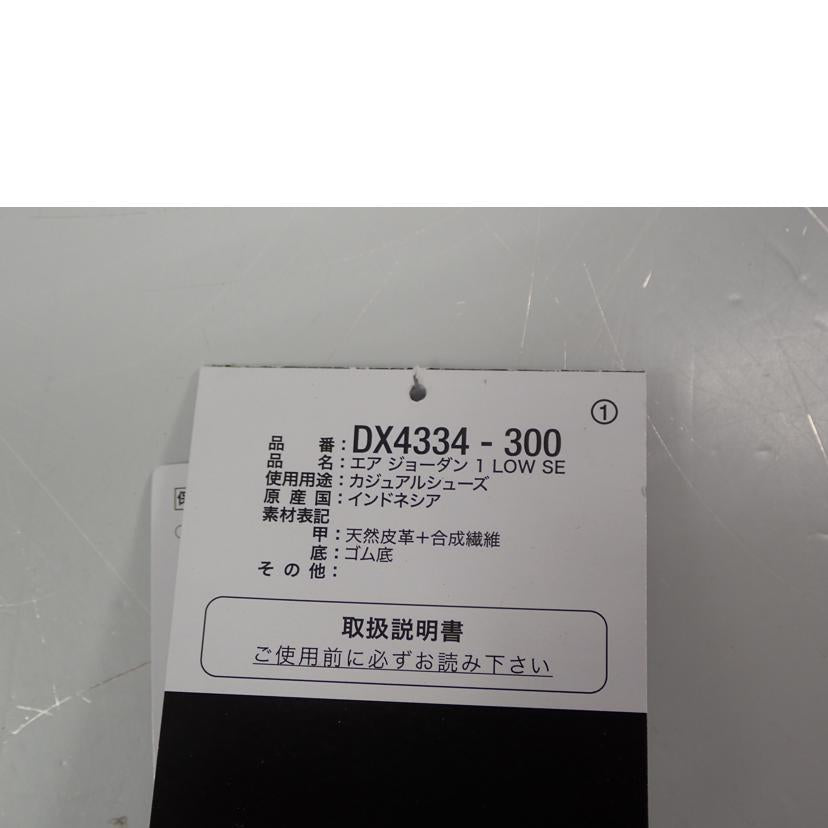 ①
品 番：DX4334 - 300
品 名：エア ジョーダン 1 LOW SE
使用用途：カジュアルシューズ
原 産 国：インドネシア
素材表記
甲：天然皮革＋合成繊維
底：ゴム底
そ の 他：
取扱説明書
ご使用前に必ずお読み下さい